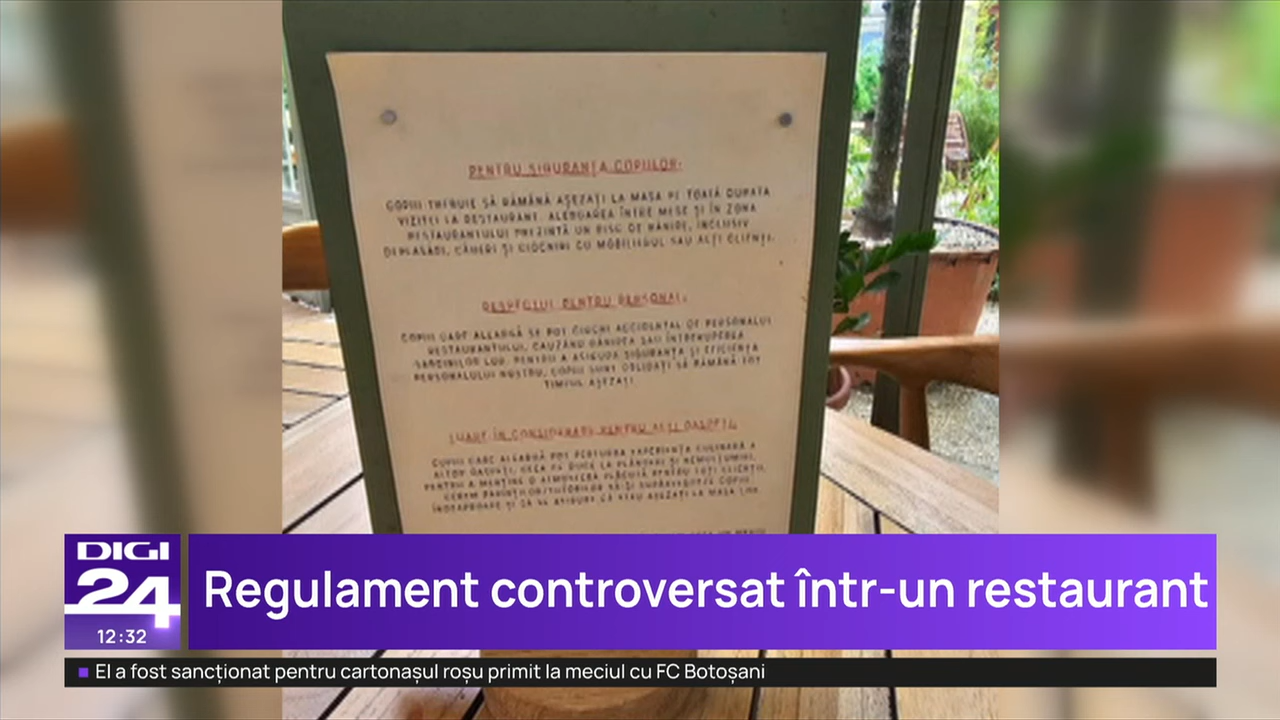 PENTRU SIGURANȚA COPIILOR:
COPIII TREBUIE SĂ RĂMÂNĂ AȘEZAȚI LA MASA PE TOATĂ DURATA
VIZITEI LA RESTAURANT. ALERGAREA ÎNTRE MESE ȘI ÎN ZONA
RESTAURANTULUI PREZINTĂ UN RISC DE RĂNIRE, INCLUSIV
CĂDERI ȘI CIOCNIRI CU MOBILIERUL SAU ALȚI CLIENȚI.
RESPECTUL PENTRU PERSONAL:
COPIII CARE ALEARGĂ SE POT CIOCNI ACCIDENTAL DE PERSONALUL
RESTAURANTULUI, CAUZÂND RĂNIREA SAU ÎNTRERUPEREA
SARCINILOR LOR. PENTRU A ASIGURA SIGURANȚA ȘI EFICIENȚA
PERSONALULUI NOSTRU, COPIII SUNT OBLIGAȚI SĂ RĂMÂNĂ TOT
TIMPUL AȘEZAȚI
LUARE ÎN CONSIDERARE PENTRU ALȚI OASPEȚI:
COPIII CARE ALEARGĂ POT PERTURBA EXPERIENȚA CULINARĂ A
ALTOR OASPEȚI, CEEA CE DUCE LA PLÂNGERI ȘI NEMULȚUMIRI.
PENTRU A MENȚINE O ATMOSFERĂ PLĂCUTĂ PENTRU TOȚI CLIENȚII,
CEREM PĂRINȚILOR/TUTORILOR SĂ-ȘI SUPRAVEGHEZE COPIII
ÎNDEAPROAPE ȘI SĂ SE ASIGURE CĂ STAU AȘEZAȚI LA MASA LOR
DIGI
24
12:32
Regulament controversat într-un restaurant
El a fost sancționat pentru cartonașul roșu primit la meciul cu FC Botoșani